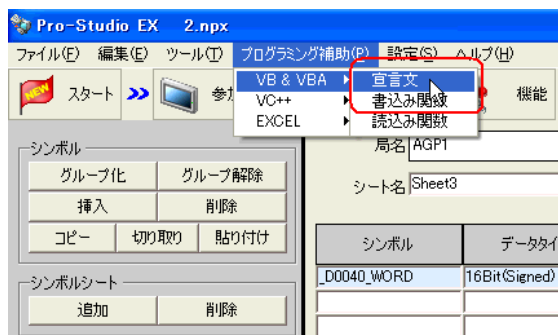 Pro-Studio EX 2.npx
ファイル(F) 編集(E) ツール(T) プログラミング補助(P) 設定(S) ヘルプ(H)
NEW スタート
機能
VB & VBA
VC++
EXCEL
宣言文
書込み関数
読込み関数
シンボル
グループ化 グループ解除
挿入 削除
コピー 切り取り 貼り付け
シンボルシート
追加 削除
局名 AGP1
シート名 Sheet3
シンボル データタイ
_D0040_WORD 16Bit(Signed)